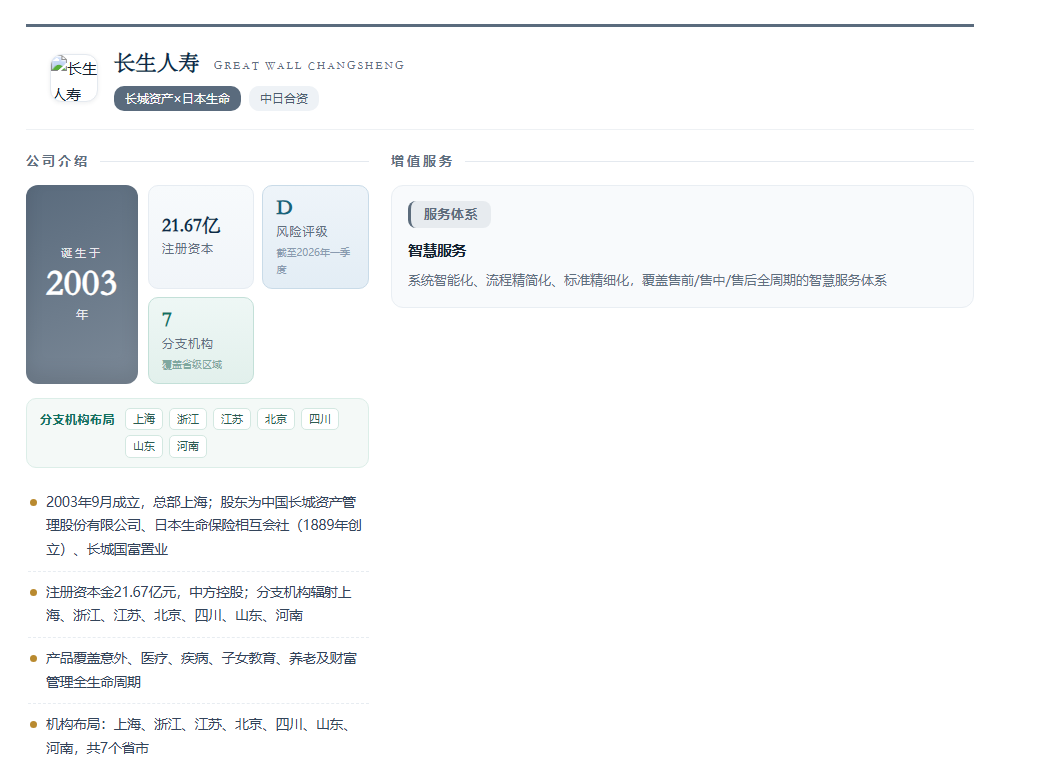 长生
人寿
长生人寿 GREAT WALL CHANGSHENG
长城资产×日本生命 中日合资
公司介绍
诞生于
2003
年
21.67亿
注册资本
D
风险评级
截至2026年一季
度
7
分支机构
覆盖省级区域
分支机构布局 上海 浙江 江苏 北京 四川
山东 河南
2003年9月成立，总部上海；股东为中国长城资产管
理股份有限公司、日本生命保险相互会社（1889年创
立）、长城国富置业
注册资本金21.67亿元，中方控股；分支机构辐射上
海、浙江、江苏、北京、四川、山东、河南
产品覆盖意外、医疗、疾病、子女教育、养老及财富
管理全生命周期
机构布局：上海、浙江、江苏、北京、四川、山东、
河南，共7个省市
增值服务
服务体系
智慧服务
系统智能化、流程精简化、标准精细化，覆盖售前/售中/售后全周期的智慧服务体系